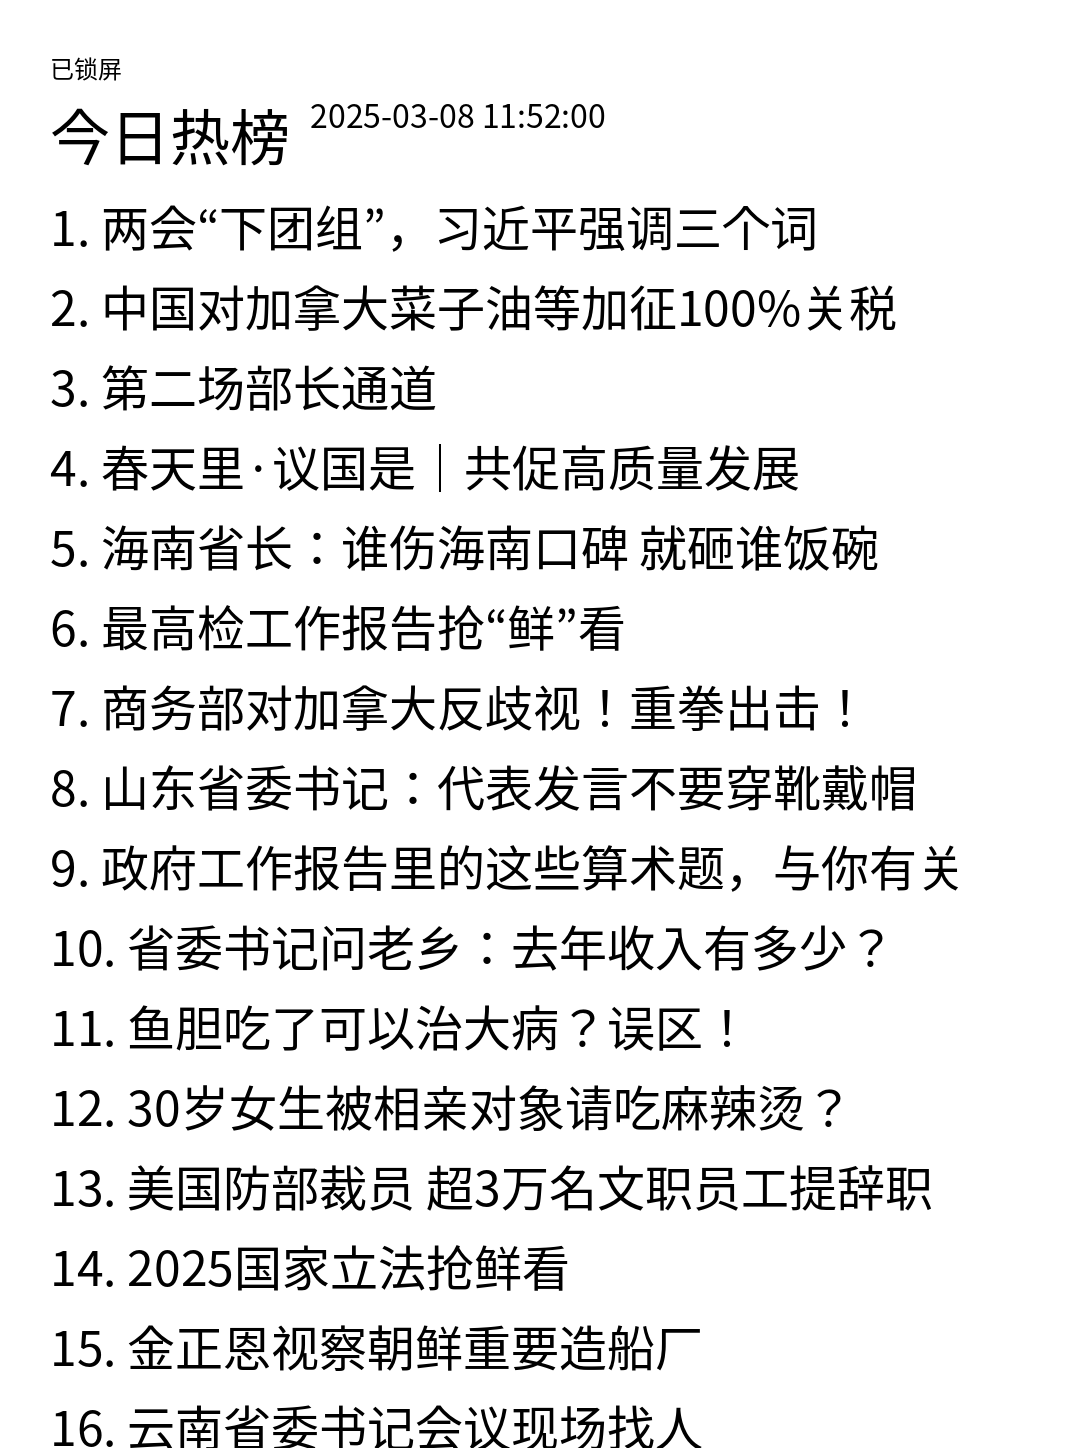 已锁屏
今日热榜 2025-03-08 11:52:00
1. 两会“下团组”，习近平强调三个词
2. 中国对加拿大菜子油等加征100%关税
3. 第二场部长通道
4. 春天里·议国是｜共促高质量发展
5. 海南省长：谁伤海南口碑 就砸谁饭碗
6. 最高检工作报告抢“鲜”看
7. 商务部对加拿大反歧视！重拳出击！
8. 山东省委书记：代表发言不要穿靴戴帽
9. 政府工作报告里的这些算术题，与你有关
10. 省委书记问老乡：去年收入有多少？
11. 鱼胆吃了可以治大病？误区！
12. 30岁女生被相亲对象请吃麻辣烫？
13. 美国防部裁员 超3万名文职员工提辞职
14. 2025国家立法抢鲜看
15. 金正恩视察朝鲜重要造船厂
16. 云南省委书记会议现场找人